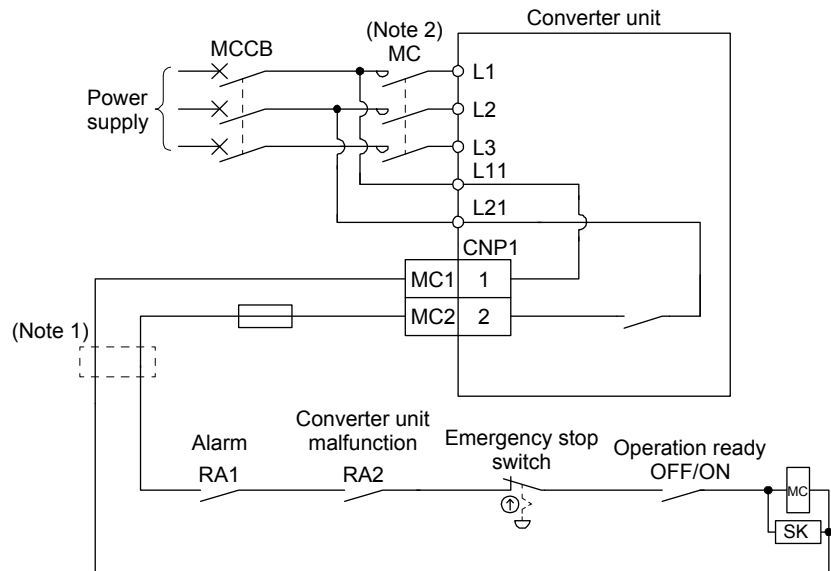 Converter unit
(Note 2)
MCCB
MC
L1
Power
supply
L2
L3
L11
L21
CNP1
MC1
1
MC2
2
(Note 1)
Alarm
RA1
Converter unit
malfunction
RA2
Emergency stop
switch
Operation ready
OFF/ON
MC
SK